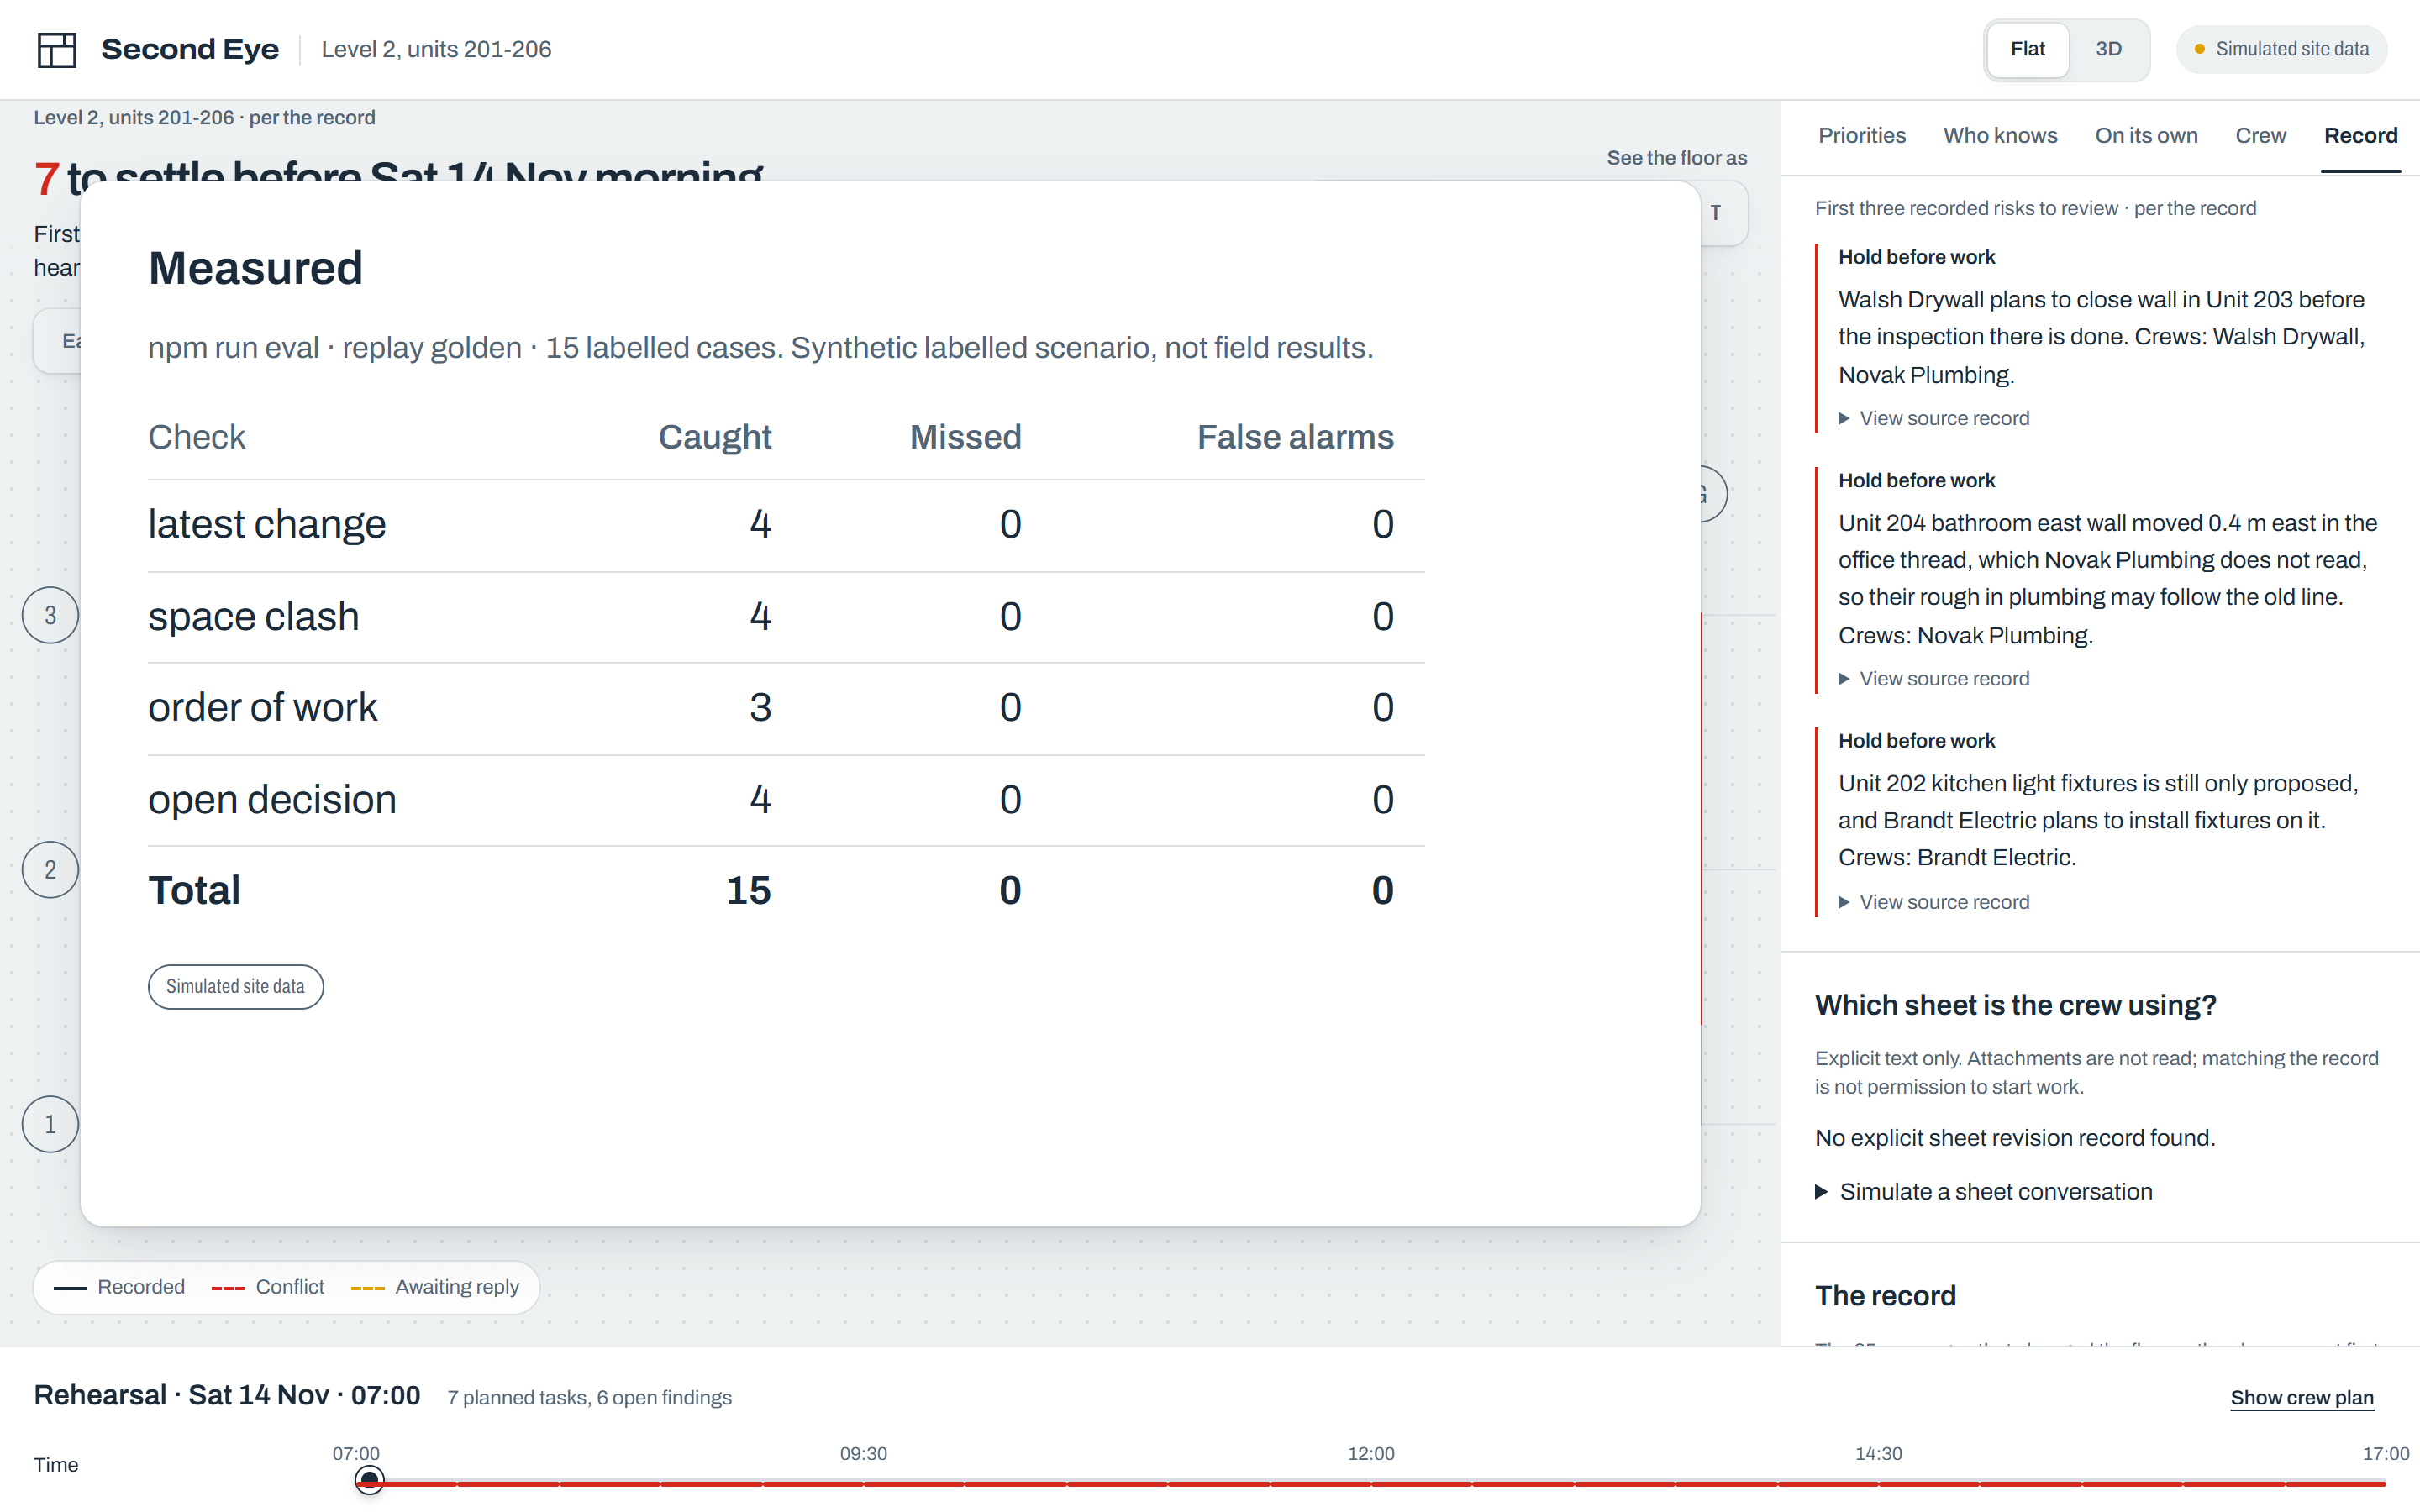 Second Eye
Level 2, units 201-206
Flat
3D
Simulated site data
Level 2, units 201-206 · per the record
7 to settle before Sat 14 Nov morning
First
hear
See the floor as
T
3
2
1
Measured
npm run eval · replay golden · 15 labelled cases. Synthetic labelled scenario, not field results.
Check Caught Missed False alarms
latest change 4 0 0
space clash 4 0 0
order of work 3 0 0
open decision 4 0 0
Total 15 0 0
Simulated site data
Recorded
Conflict
Awaiting reply
Priorities
Who knows
On its own
Crew
Record
First three recorded risks to review · per the record
Hold before work
Walsh Drywall plans to close wall in Unit 203 before
the inspection there is done. Crews: Walsh Drywall,
Novak Plumbing.
View source record
Hold before work
Unit 204 bathroom east wall moved 0.4 m east in the
office thread, which Novak Plumbing does not read,
so their rough in plumbing may follow the old line.
Crews: Novak Plumbing.
View source record
Hold before work
Unit 202 kitchen light fixtures is still only proposed,
and Brandt Electric plans to install fixtures on it.
Crews: Brandt Electric.
View source record
Which sheet is the crew using?
Explicit text only. Attachments are not read; matching the record
is not permission to start work.
No explicit sheet revision record found.
Simulate a sheet conversation
The record
Rehearsal · Sat 14 Nov · 07:00
7 planned tasks, 6 open findings
Show crew plan
Time
07:00
09:30
12:00
14:30
17:00